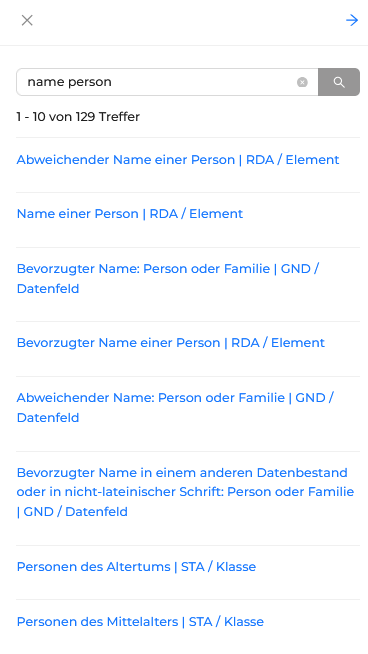 name person
1 - 10 von 129 Treffer
Abweichender Name einer Person | RDA / Element
Name einer Person | RDA / Element
Bevorzugter Name: Person oder Familie | GND /
Datenfeld
Bevorzugter Name einer Person | RDA / Element
Abweichender Name: Person oder Familie | GND /
Datenfeld
Bevorzugter Name in einem anderen Datenbestand
oder in nicht-lateinischer Schrift: Person oder Familie
| GND / Datenfeld
Personen des Altertums | STA / Klasse
Personen des Mittelalters | STA / Klasse